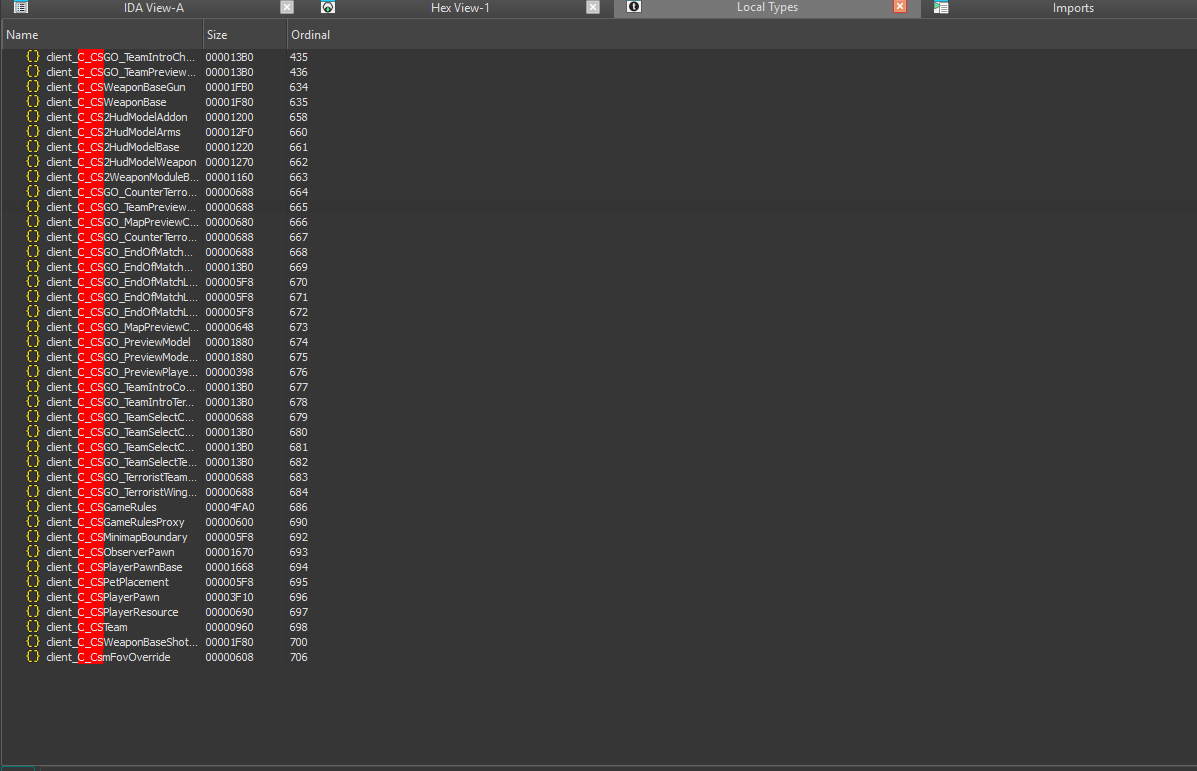 IDA View-A Hex View-1 Local Types Imports
Name Size Ordinal
client_C_CSGO_TeamIntroCh... 000013B0 435
client_C_CSGO_TeamPreview... 000013B0 436
client_C_CSWeaponBaseGun 00001FB0 634
client_C_CSWeaponBase 00001F80 635
client_C_CS2HudModelAddon 00001200 658
client_C_CS2HudModelArms 000012F0 660
client_C_CS2HudModelBase 00001220 661
client_C_CS2HudModelWeapon 00001270 662
client_C_CS2WeaponModuleB... 00001160 663
client_C_CSGO_CounterTerro... 00000688 664
client_C_CSGO_TeamPreview... 00000688 665
client_C_CSGO_MapPreviewC... 00000680 666
client_C_CSGO_CounterTerro... 00000688 667
client_C_CSGO_EndOfMatch... 00000688 668
client_C_CSGO_EndOfMatch... 000013B0 669
client_C_CSGO_EndOfMatchL... 000005F8 670
client_C_CSGO_EndOfMatchL... 000005F8 671
client_C_CSGO_EndOfMatchL... 000005F8 672
client_C_CSGO_MapPreviewC... 00000648 673
client_C_CSGO_PreviewModel 00001880 674
client_C_CSGO_PreviewMode... 00001880 675
client_C_CSGO_PreviewPlaye... 00000398 676
client_C_CSGO_TeamIntroCo... 000013B0 677
client_C_CSGO_TeamIntroTer... 000013B0 678
client_C_CSGO_TeamSelectC... 00000688 679
client_C_CSGO_TeamSelectC... 000013B0 680
client_C_CSGO_TeamSelectC... 000013B0 681
client_C_CSGO_TeamSelectTe... 000013B0 682
client_C_CSGO_TerroristTeam... 00000688 683
client_C_CSGO_TerroristWing... 00000688 684
client_C_CSGameRules 00004FA0 686
client_C_CSGameRulesProxy 00000600 690
client_C_CSMinimapBoundary 000005F8 692
client_C_CSObserverPawn 00001670 693
client_C_CSPlayerPawnBase 00001668 694
client_C_CSPetPlacement 000005F8 695
client_C_CSPlayerPawn 00003F10 696
client_C_CSPlayerResource 00000690 697
client_C_CSTeam 00000960 698
client_C_CSWeaponBaseShot... 00001F80 700
client_C_CsmFovOverride 00000608 706